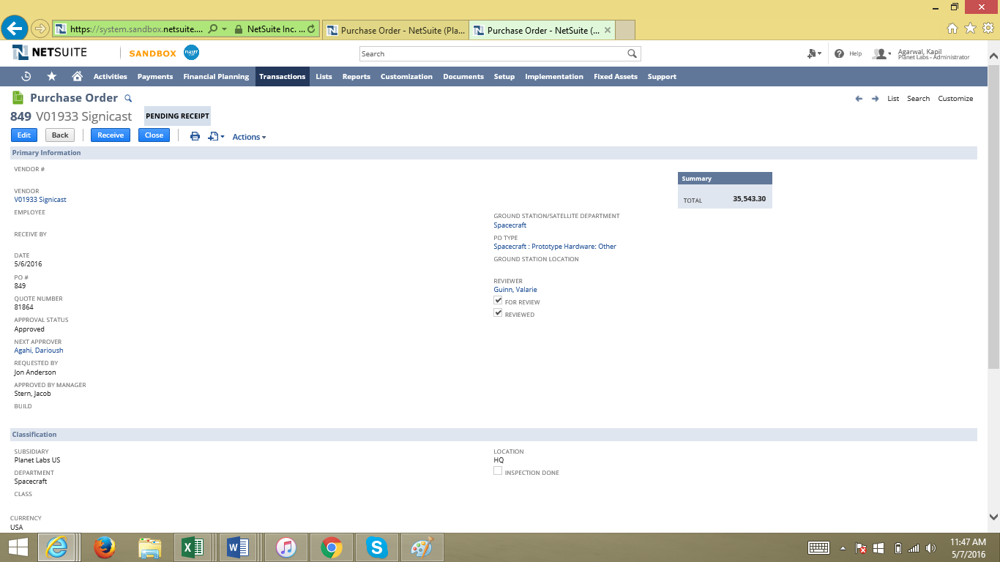 https://system.sandbox.netsuite....
NetSuite Inc. ...
Purchase Order - NetSuite (Pla...
Purchase Order - NetSuite (...
NETSUITE
SANDBOX
Search
Help
Agarwal, Kapil
Planet Labs - Administrator
Activities Payments Financial Planning Transactions Lists Reports Customization Documents Setup Implementation Fixed Assets Support
Purchase Order
List Search Customize
849 V01933 Signicast PENDING RECEIPT
Edit Back Receive Close Actions
Primary Information
VENDOR #
VENDOR
V01933 Signicast
EMPLOYEE
RECEIVE BY
DATE
5/6/2016
PO #
849
QUOTE NUMBER
81864
APPROVAL STATUS
Approved
NEXT APPROVER
Agahi, Darioush
REQUESTED BY
Jon Anderson
APPROVED BY MANAGER
Stern, Jacob
BUILD
GROUND STATION/SATELLITE DEPARTMENT
Spacecraft
PO TYPE
Spacecraft : Prototype Hardware: Other
GROUND STATION LOCATION
REVIEWER
Guinn, Valarie
FOR REVIEW
REVIEWED
Summary
TOTAL 35,543.30
Classification
SUBSIDIARY
Planet Labs US
DEPARTMENT
Spacecraft
CLASS
LOCATION
HQ
INSPECTION DONE
CURRENCY
USA
11:47 AM
5/7/2016